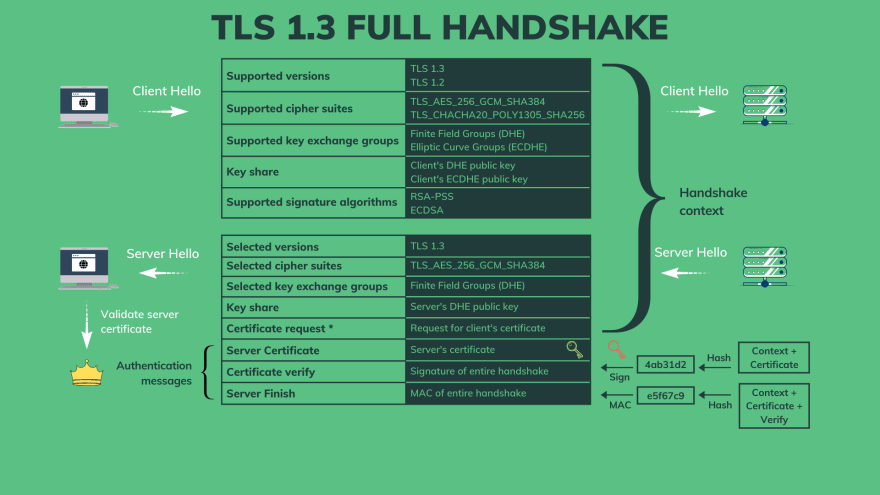 TLS 1.3 FULL HANDSHAKE
Client Hello
Supported versions
TLS 1.3
TLS 1.2
Supported cipher suites
TLS_AES_256_GCM_SHA384
TLS_CHACHA20_POLY1305_SHA256
Supported key exchange groups
Finite Field Groups (DHE)
Elliptic Curve Groups (ECDHE)
Key share
Client's DHE public key
Client's ECDHE public key
Supported signature algorithms
RSA-PSS
ECDSA
Client Hello
Handshake
context
Server Hello
Selected versions
TLS 1.3
Selected cipher suites
TLS_AES_256_GCM_SHA384
Selected key exchange groups
Finite Field Groups (DHE)
Key share
Server's DHE public key
Certificate request *
Request for client's certificate
Server Certificate
Server's certificate
Certificate verify
Signature of entire handshake
Server Finish
MAC of entire handshake
Server Hello
Validate server
certificate
Authentication
messages
Sign
4ab31d2
Hash
Context +
Certificate
MAC
e5f67c9
Hash
Context +
Certificate +
Verify